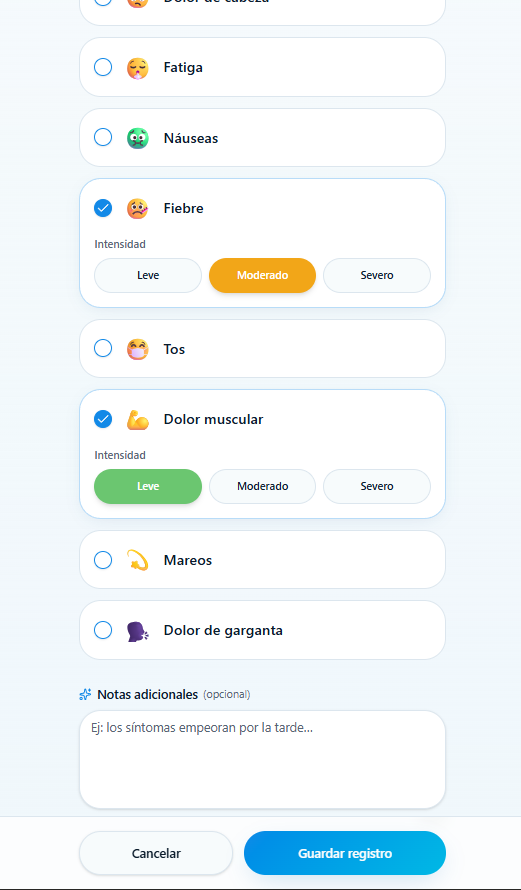 Dolor de cabeza
Fatiga
Náuseas
Fiebre
Intensidad
Leve Moderado Severo
Tos
Dolor muscular
Intensidad
Leve Moderado Severo
Mareos
Dolor de garganta
Notas adicionales (opcional)
Ej: los síntomas empeoran por la tarde...
Cancelar Guardar registro